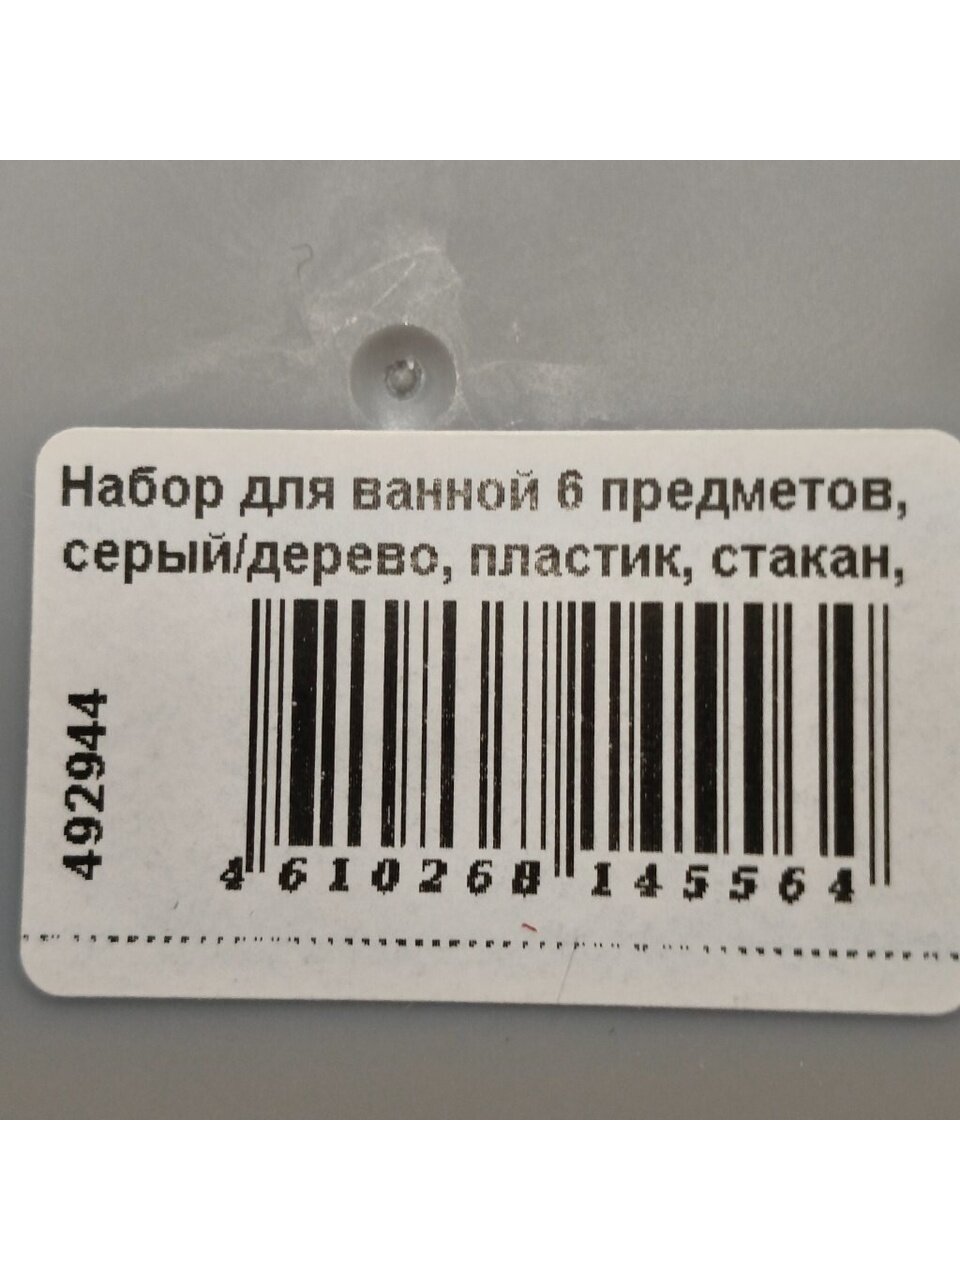 Набор для ванной 6 предметов,
серый/дерево, пластик, стакан,
492944
4 610268 145564